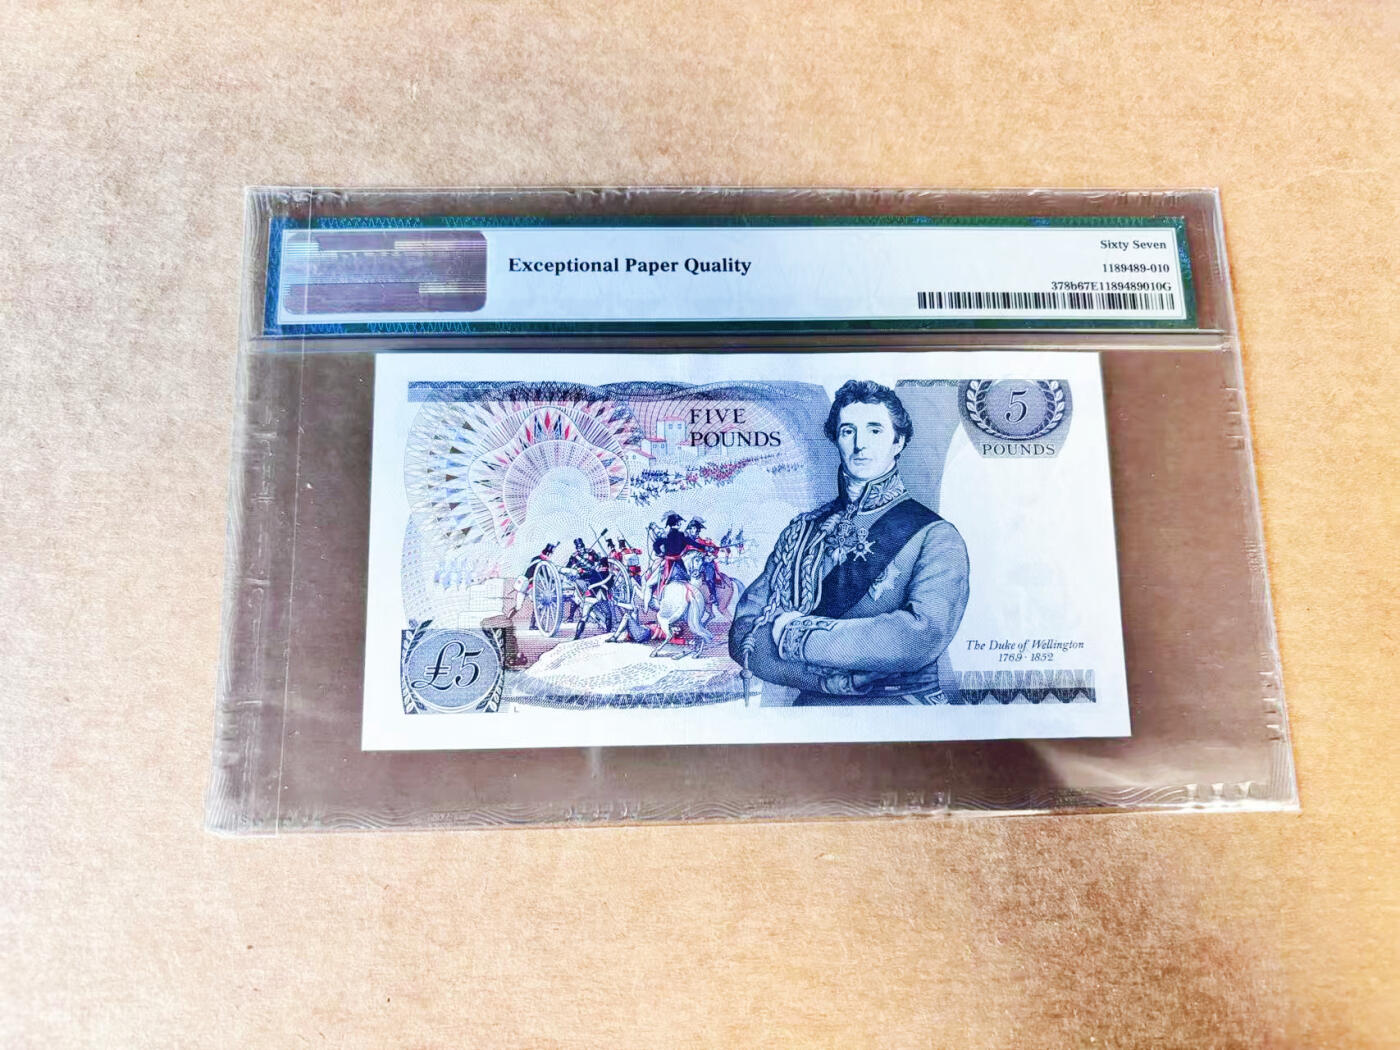 Exceptional Paper Quality
Sixty Seven
1189489-010
378b67E1189489010G
FIVE
POUNDS
5
POUNDS
The Duke of Wellington
1769-1852
£5
L